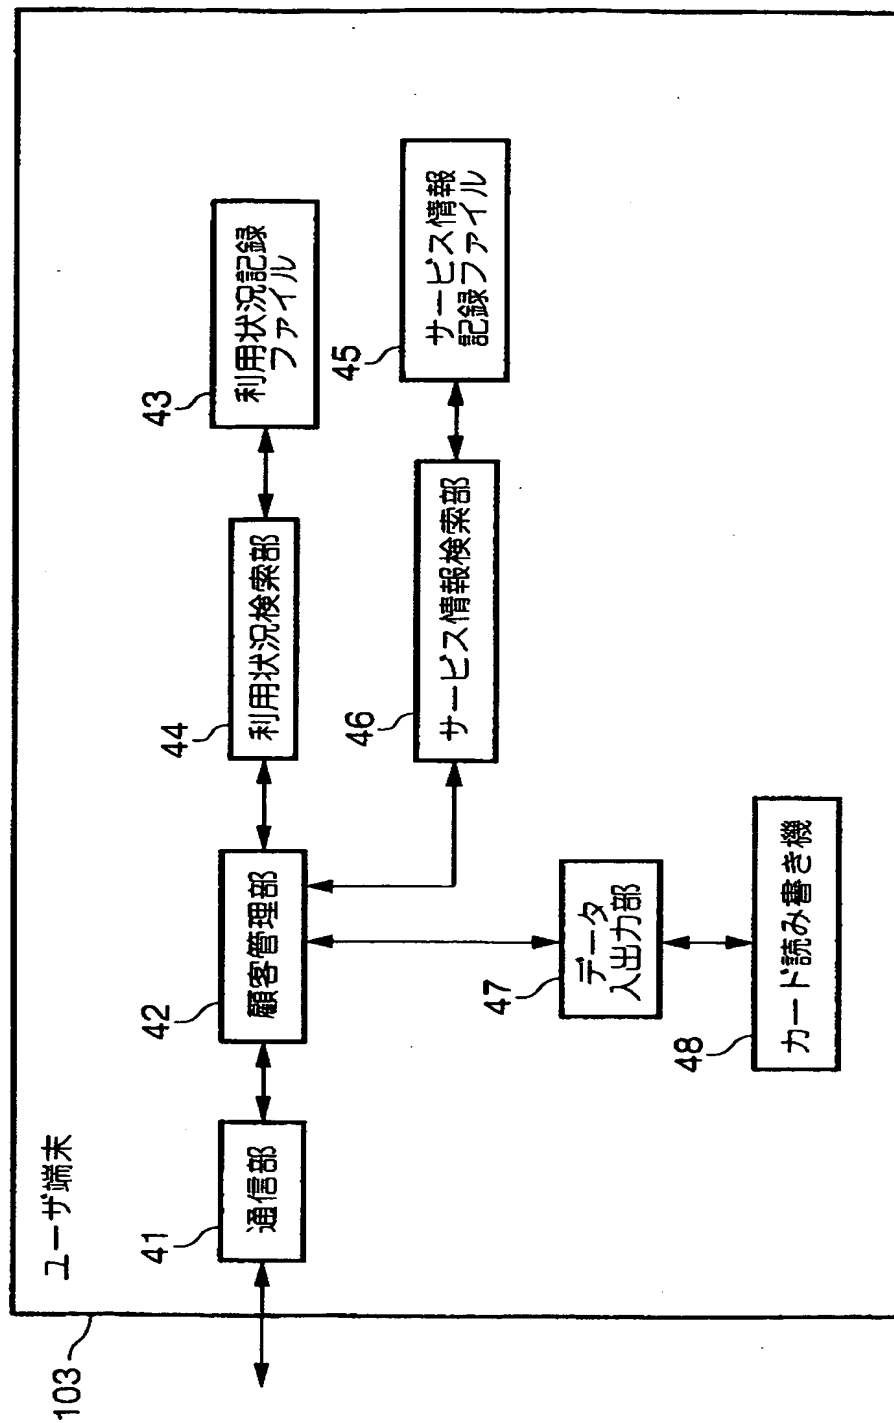 103
ユーザ端末
41
通信部
42
顧客管理部
44
利用状況検索部
43
利用状況記録
ファイル
46
サービス情報検索部
45
サービス情報
記録ファイル
47
データ
入出力部
48
カード読み書き機